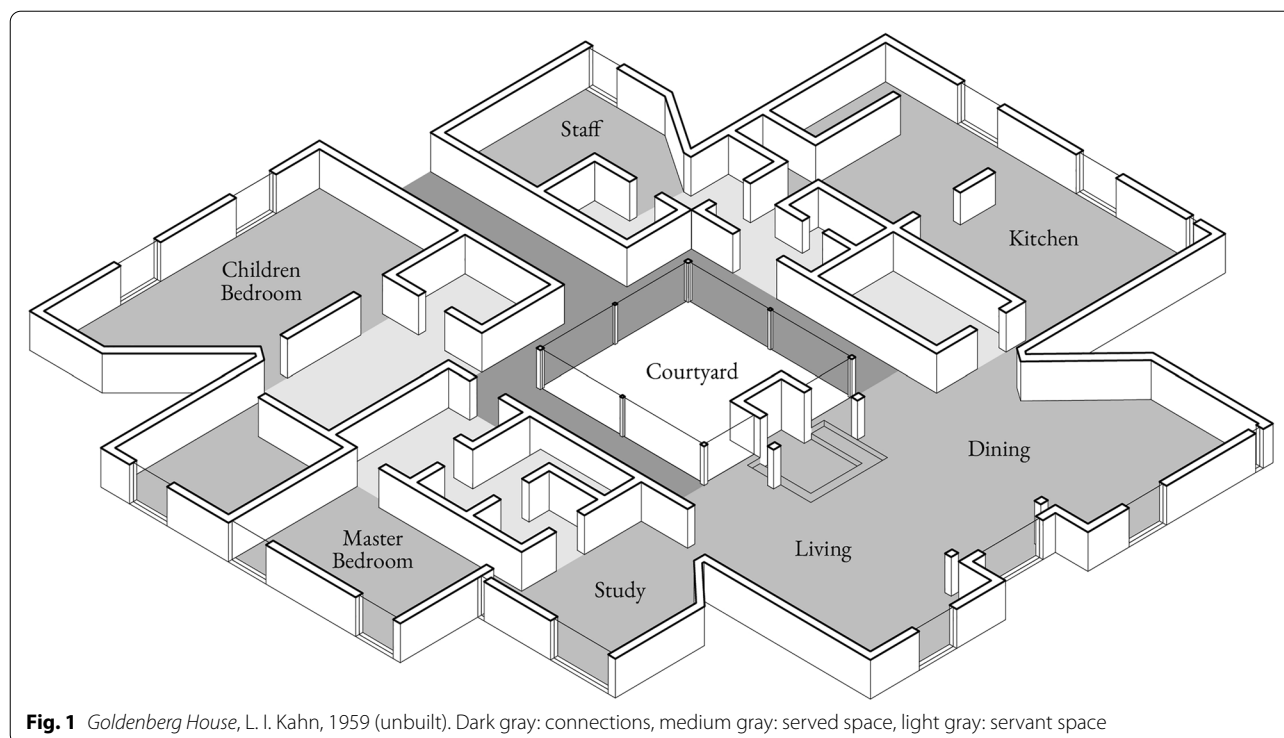 Staff
Kitchen
Children
Bedroom
Courtyard
Dining
Master
Bedroom
Living
Study
Fig. 1 Goldenberg House, L. I. Kahn, 1959 (unbuilt). Dark gray: connections, medium gray: served space, light gray: servant space